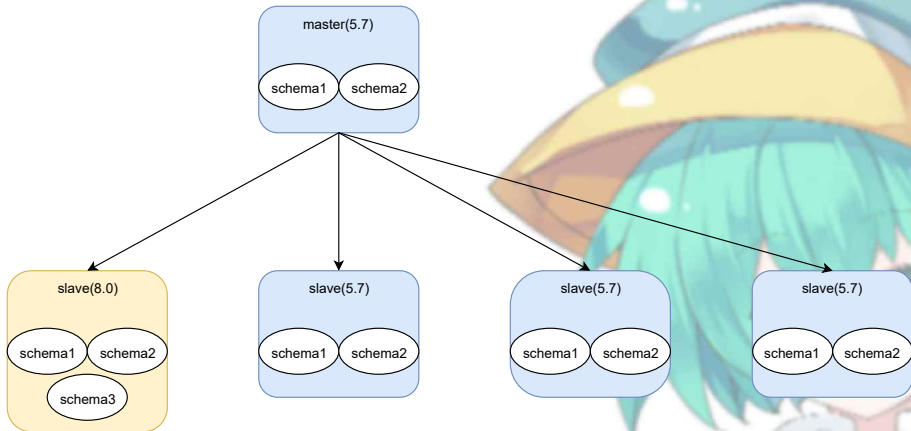 master(5.7)
schema1 schema2
slave(8.0) slave(5.7) slave(5.7) slave(5.7)
schema1 schema2 schema1 schema2 schema1 schema2 schema1 schema2
schema3